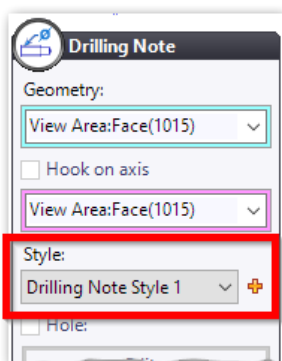 Drilling Note
Geometry:
View Area:Face(1015)
Hook on axis
View Area:Face(1015)
Style:
Drilling Note Style 1
Hole: